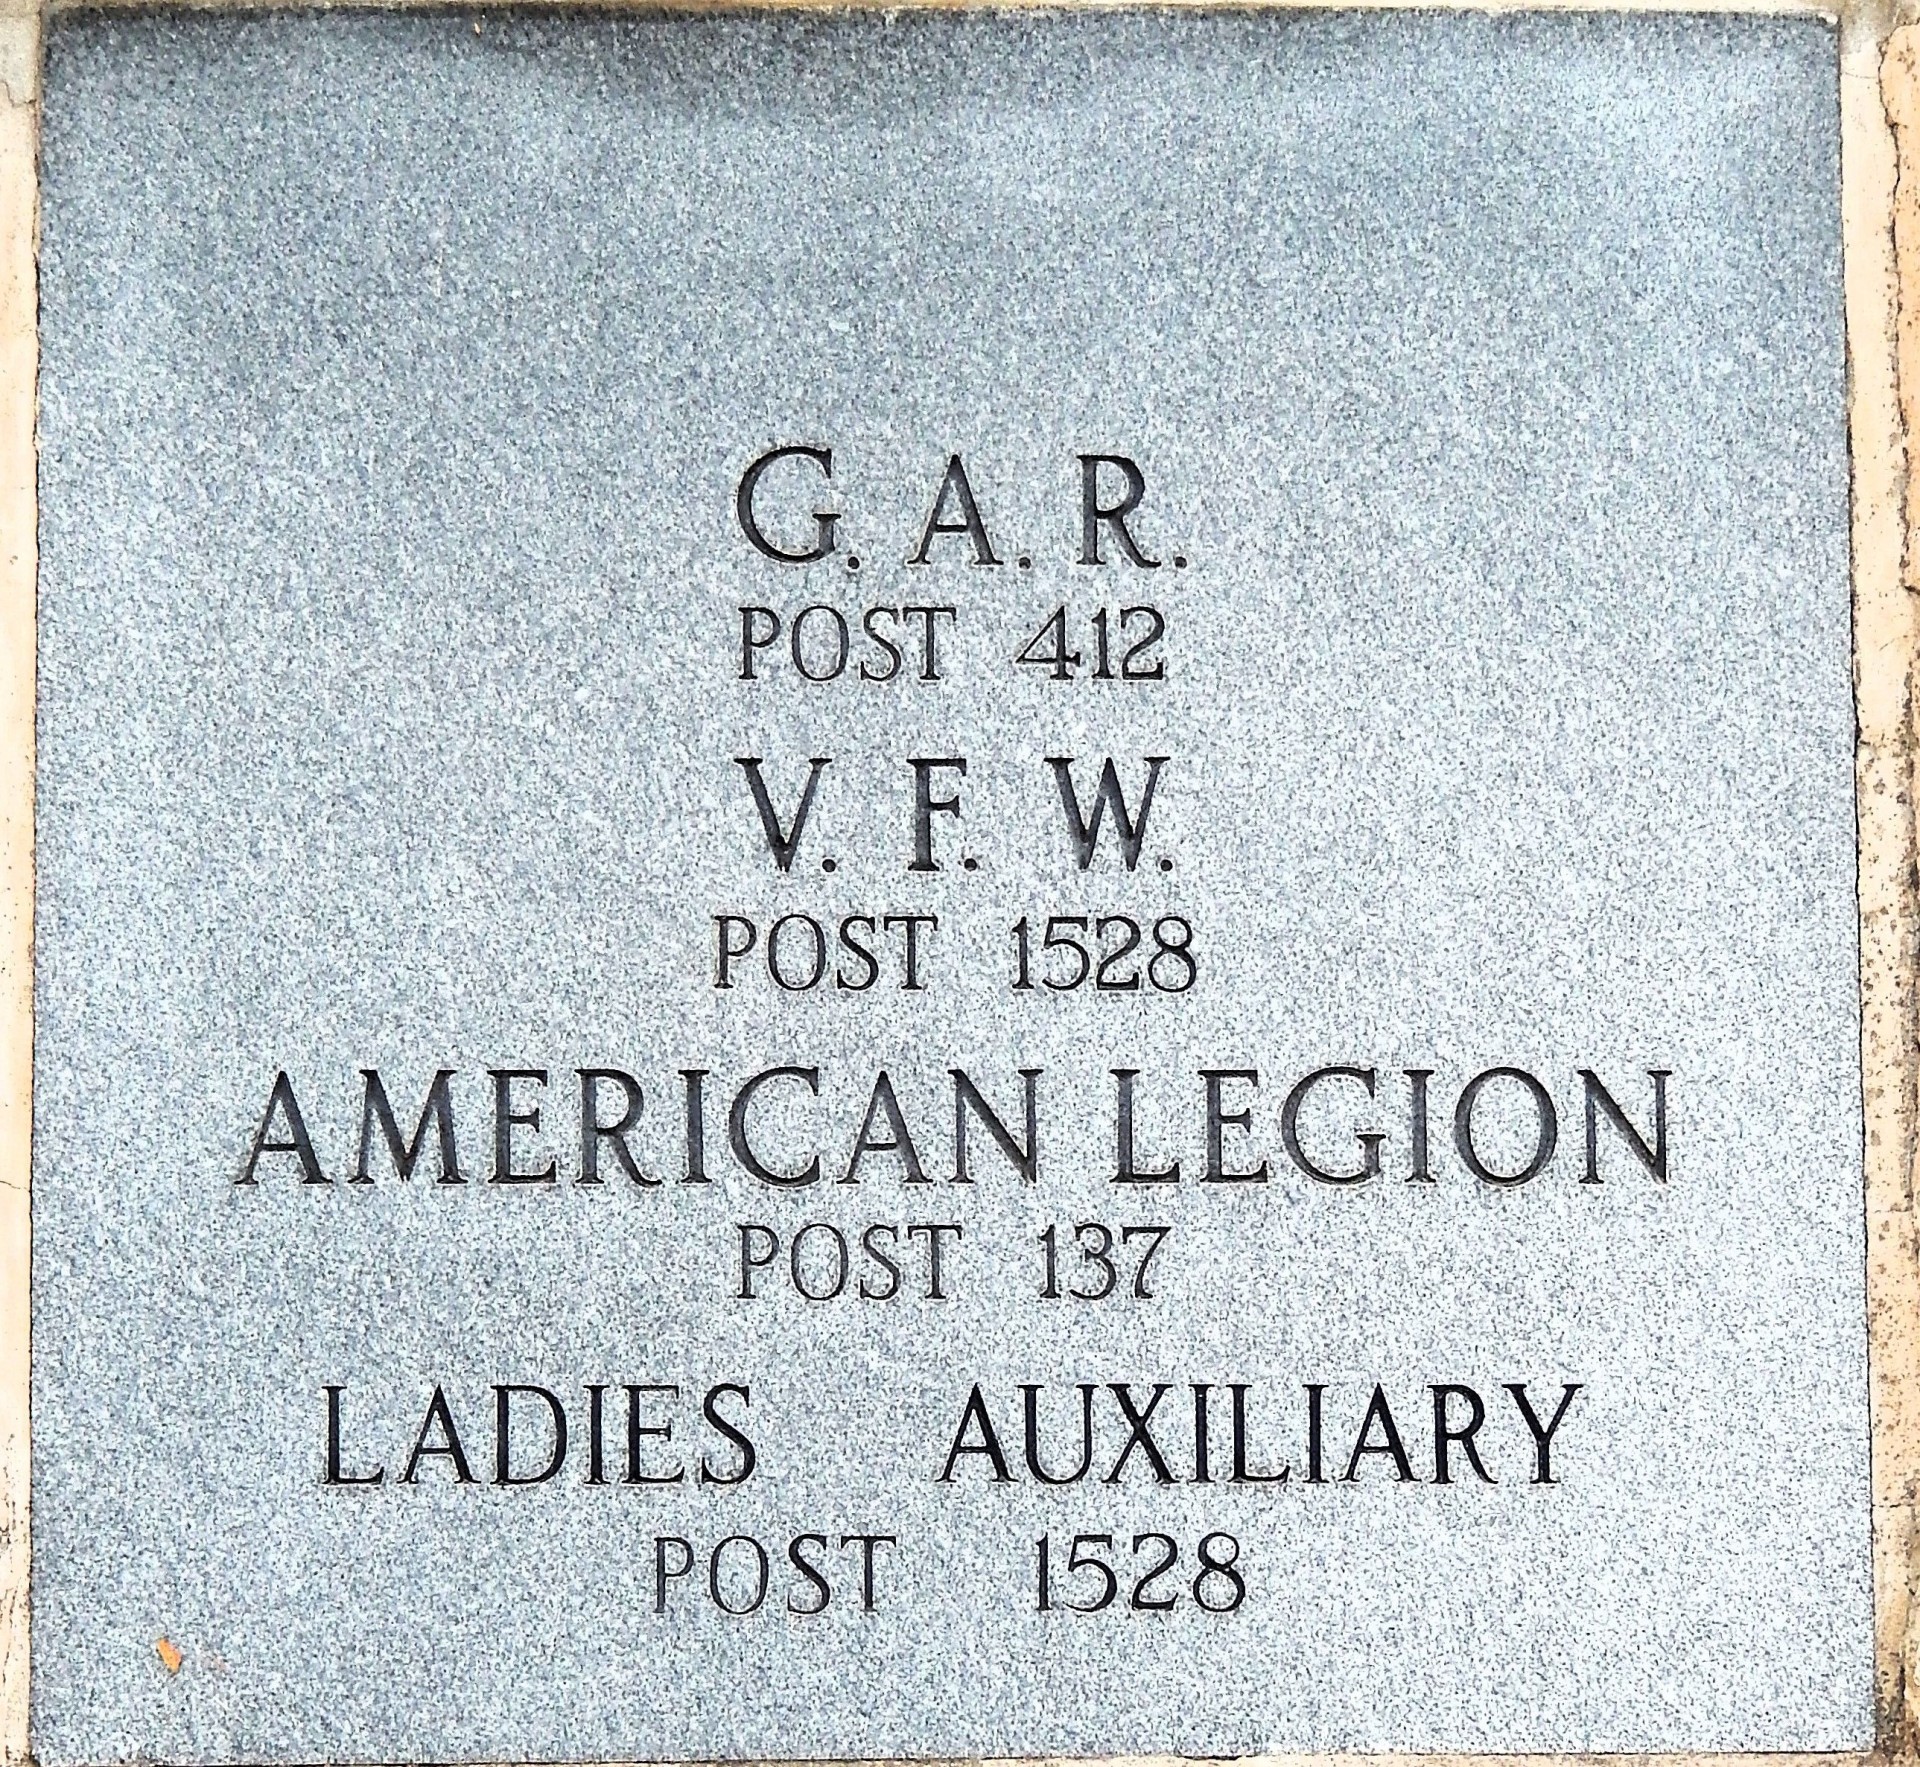 G. A. R.
POST 412
V. F. W.
POST 1528
AMERICAN LEGION
POST 137
LADIES AUXILIARY
POST 1528